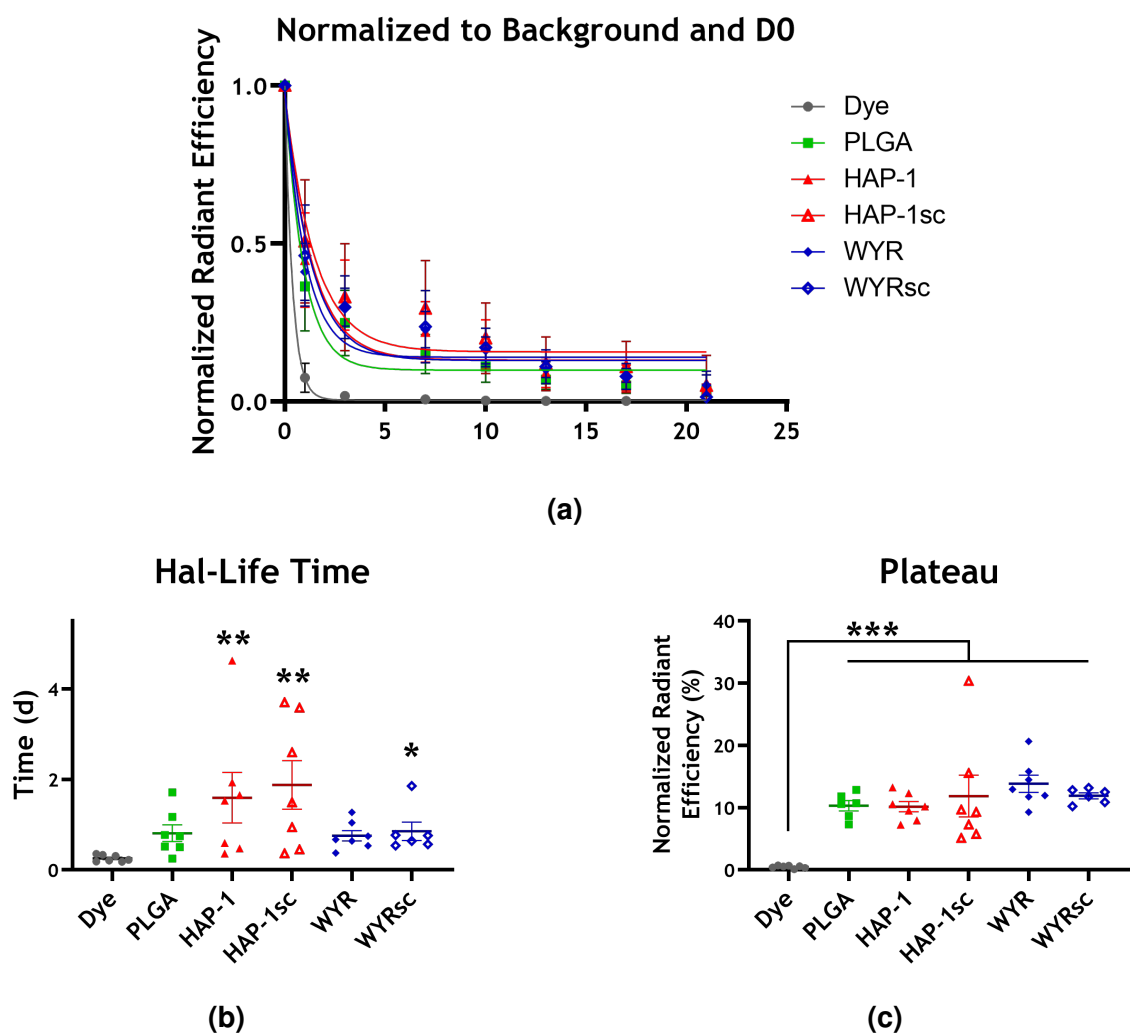 Normalized to Background and D0
Normalized Radiant Efficiency
1.0
0.5
0.0
0 5 10 15 20 25
Dye
PLGA
HAP-1
HAP-1sc
WYR
WYRsc
(a)
Hal-Life Time
Time (d)
4
2
0
**
**
*
Dye PLGA HAP-1 HAP-1sc WYR WYRsc
(b)
Plateau
Normalized Radiant
Efficiency (%)
40
30
20
10
0
***
Dye PLGA HAP-1 HAP-1sc WYR WYRsc
(c)